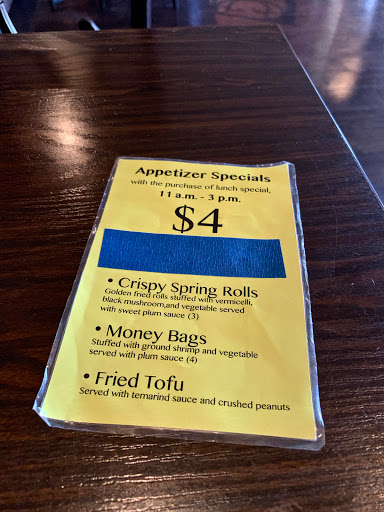 Appetizer Specials
with the purchase of lunch special,
11 a.m. - 3 p.m.
$4
• Crispy Spring Rolls
Golden fried rolls stuffed with vermicelli,
black mushroom,and vegetable served
with sweet plum sauce (3)
• Money Bags
Stuffed with ground shrimp and vegetable
served with plum sauce (4)
• Fried Tofu
Served with temarind sauce and crushed peanuts